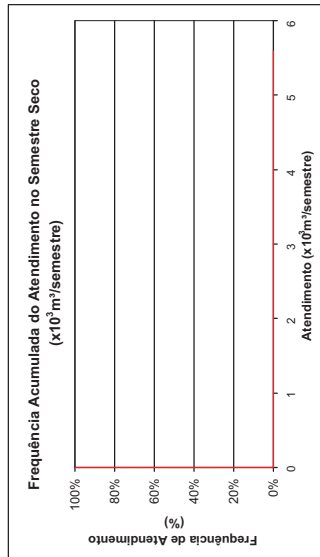 Frequência Acumulada do Atendimento no Semestre Seco
(x10³m³/semestre)
Frequência de Atendimento
(%)
100%
80%
60%
40%
20%
0%
0 1 2 3 4 5 6
Atendimento (x10³m³/semestre)